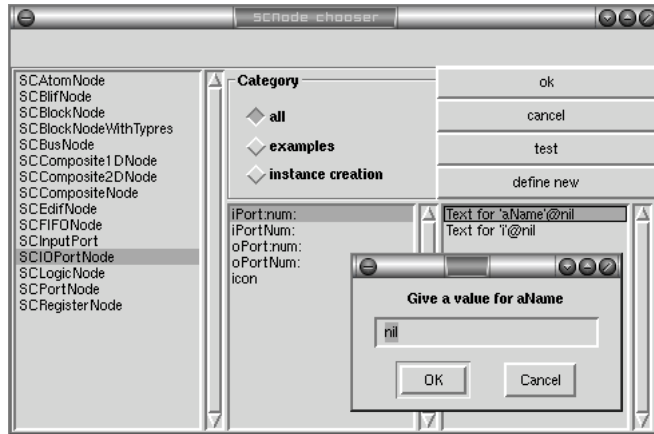 SCNode chooser
SCAtomNode
SCBlifNode
SCBlockNode
SCBlockNodeWithTypres
SCBusNode
SCComposite1DNode
SCComposite2DNode
SCCompositeNode
SCEdifNode
SCFIFONode
SCInputPort
SCIOPortNode
SCLogicNode
SCPortNode
SCRegisterNode
Category
all
examples
instance creation
ok
cancel
test
define new
iPort:num:
iPortNum:
oPort:num:
oPortNum:
icon
Text for 'aName'@nil
Text for 'i'@nil
Give a value for aName
nil
OK
Cancel